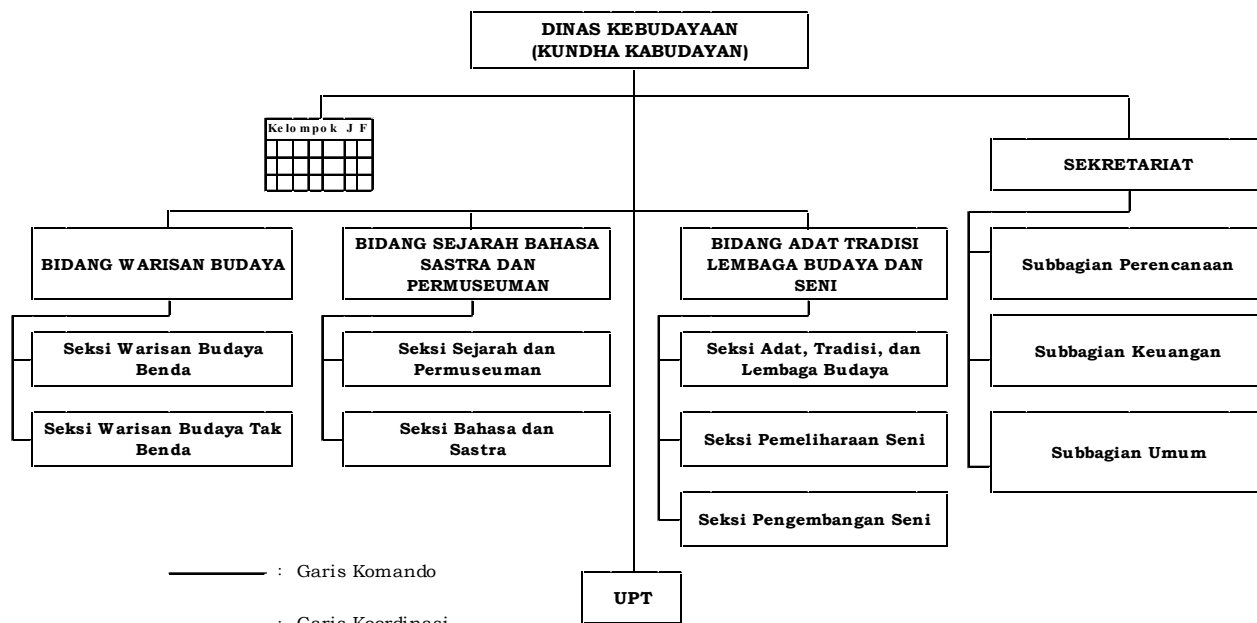 DINAS KEBUDAYAAN
(KUNDHA KABUDAYAN)
Kelompok J F
SEKRETARIAT
BIDANG WARISAN BUDAYA
BIDANG SEJARAH BAHASA
SASTRA DAN
PERMUSEUMAN
BIDANG ADAT TRADISI
LEMBAGA BUDAYA DAN
SENI
Subbagian Perencanaan
Seksi Warisan Budaya
Benda
Seksi Sejarah dan
Permuseuman
Seksi Adat, Tradisi, dan
Lembaga Budaya
Subbagian Keuangan
Seksi Warisan Budaya Tak
Benda
Seksi Bahasa dan
Sastra
Seksi Pemeliharaan Seni
Subbagian Umum
Seksi Pengembangan Seni
: Garis Komando
UPT
: Garis Koordinasi